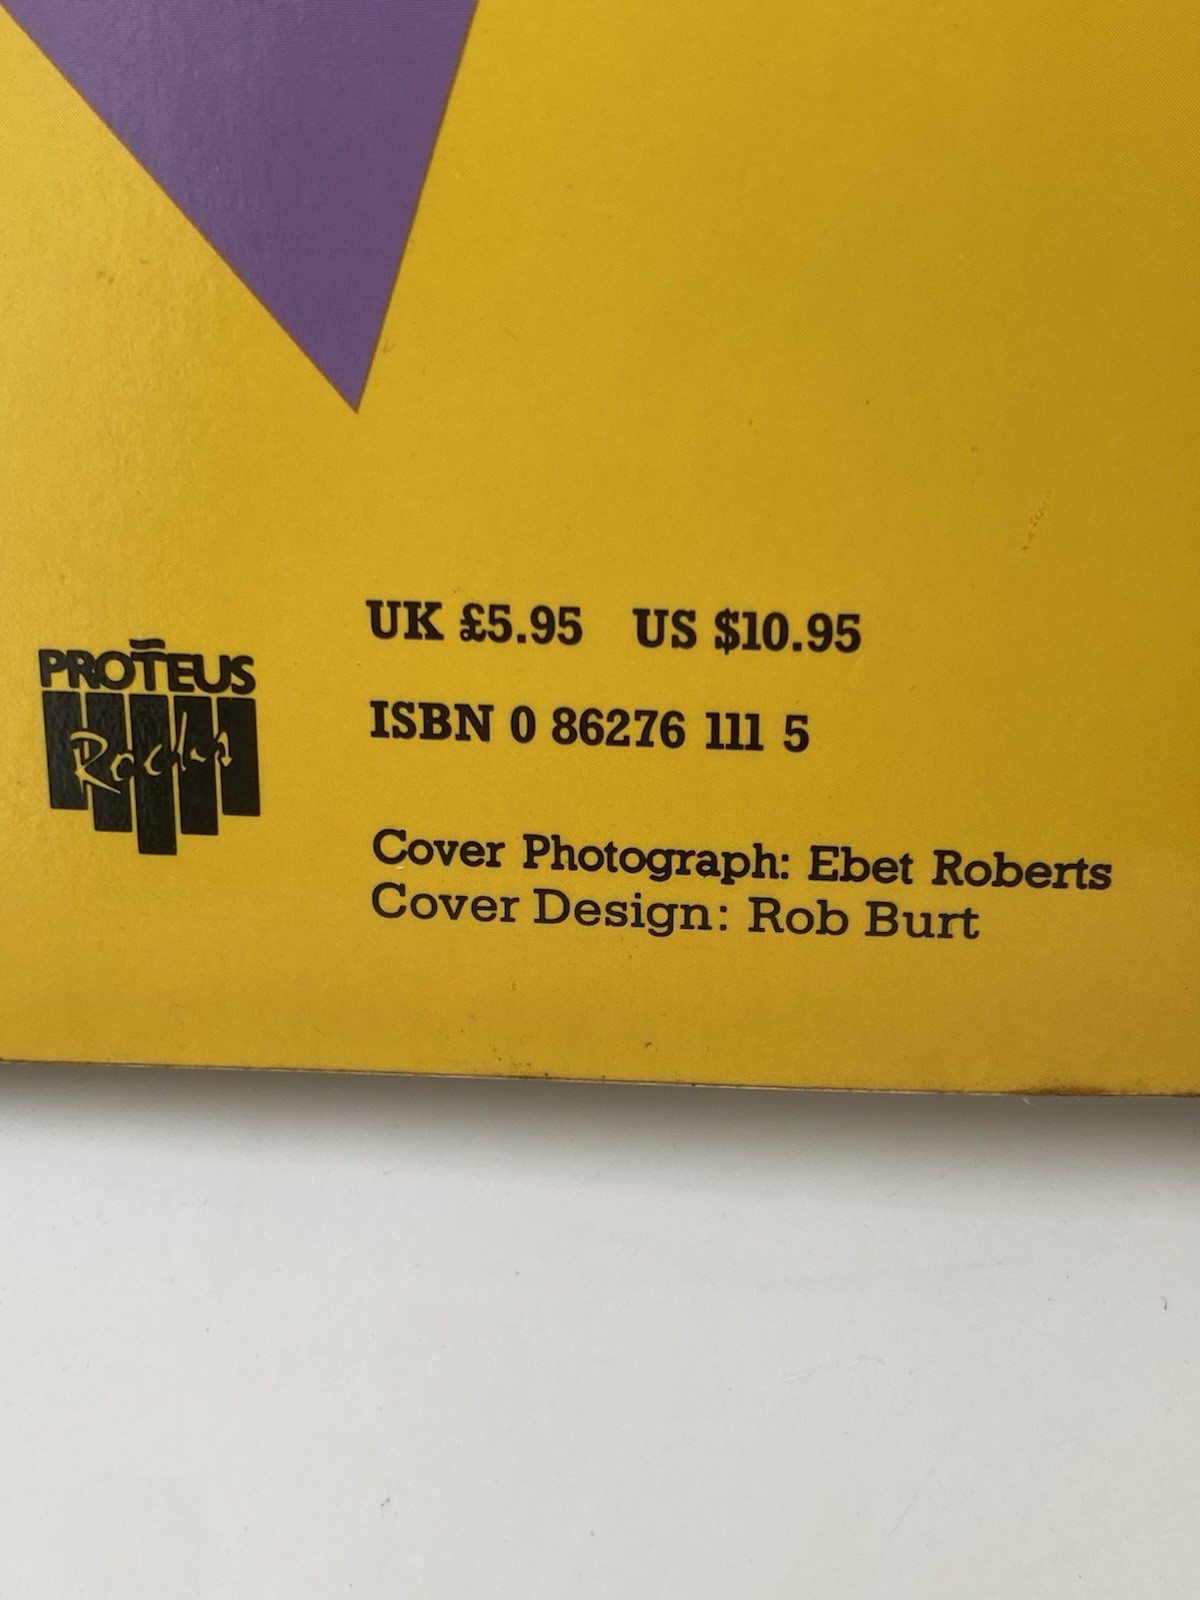 UK £5.95 US $10.95
PROTEUS
Rocks
ISBN 0 86276 111 5
Cover Photograph: Ebet Roberts
Cover Design: Rob Burt